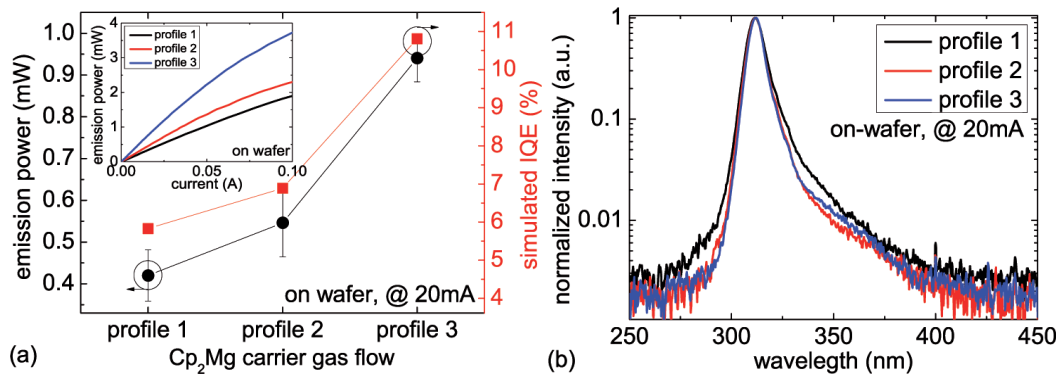 (a)
emission power (mW)
1.0
0.9
0.8
0.7
0.6
0.5
0.4
profile 1
profile 2
profile 3
Cp₂Mg carrier gas flow
11
10
9
8
7
6
5
4
simulated IQE (%)
on wafer, @ 20mA
profile 1
profile 2
profile 3
emission power (mW)
4
3
2
1
0
0.00
0.05
0.10
current (A)
on wafer
(b)
normalized intensity (a.u.)
1
0.1
0.01
250
300
350
400
450
wavelegth (nm)
profile 1
profile 2
profile 3
on-wafer, @ 20mA